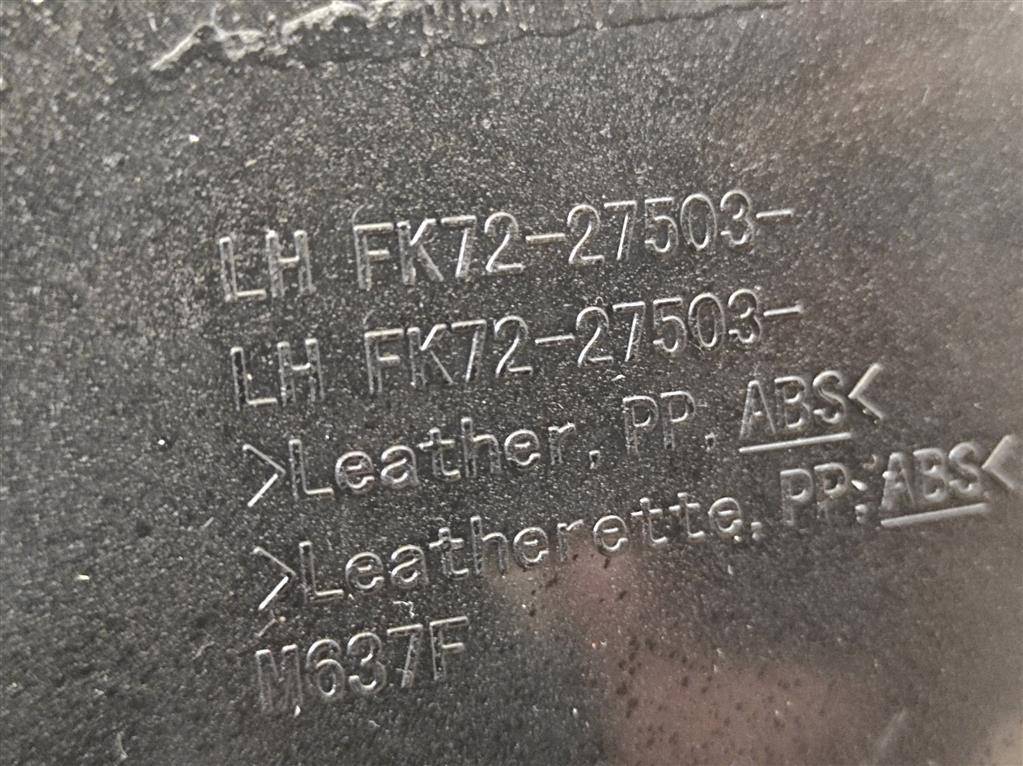 LH FK72-27503-
LH FK72-27503-
>Leather, PP; ABS<
>Leatherette, PP; ABS<
M637F